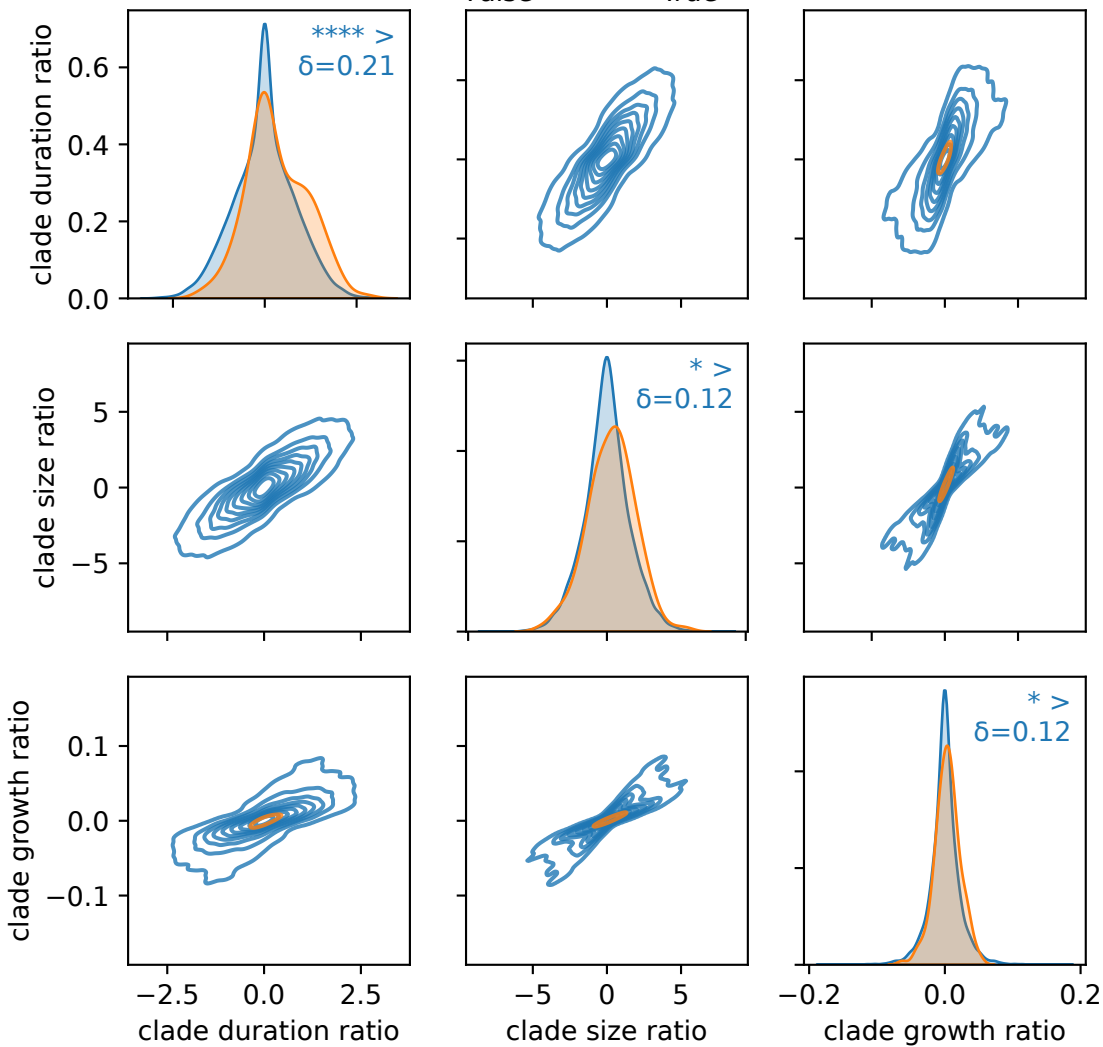 **** >
δ=0.21
clade duration ratio
0.6
0.4
0.2
0.0
* >
δ=0.12
clade size ratio
5
0
−5
* >
δ=0.12
clade growth ratio
0.1
0.0
−0.1
−2.5 0.0 2.5
−5 0 5
−0.2 0.0 0.2
clade duration ratio
clade size ratio
clade growth ratio